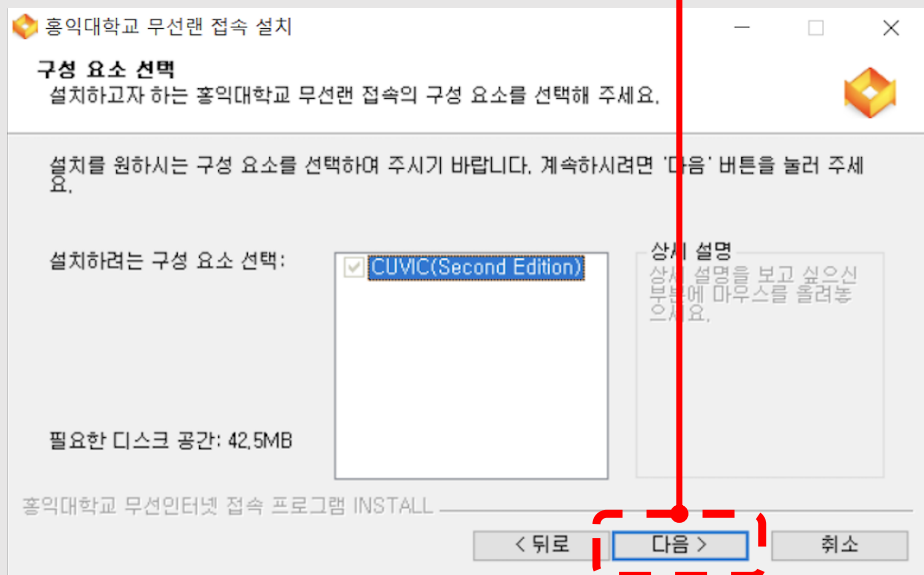 홍익대학교 무선랜 접속 설치
구성 요소 선택
설치하고자 하는 홍익대학교 무선랜 접속의 구성 요소를 선택해 주세요.
설치를 원하시는 구성 요소를 선택하여 주시기 바랍니다. 계속하시려면 '다음' 버튼을 눌러 주세
요.
설치하려는 구성 요소 선택:
CUVIC(Second Edition)
상세 설명
상세 설명을 보고 싶으신
부분에 마우스를 올려놓
으세요.
필요한 디스크 공간: 42.5MB
홍익대학교 무선인터넷 접속 프로그램 INSTALL
< 뒤로
다음 >
취소